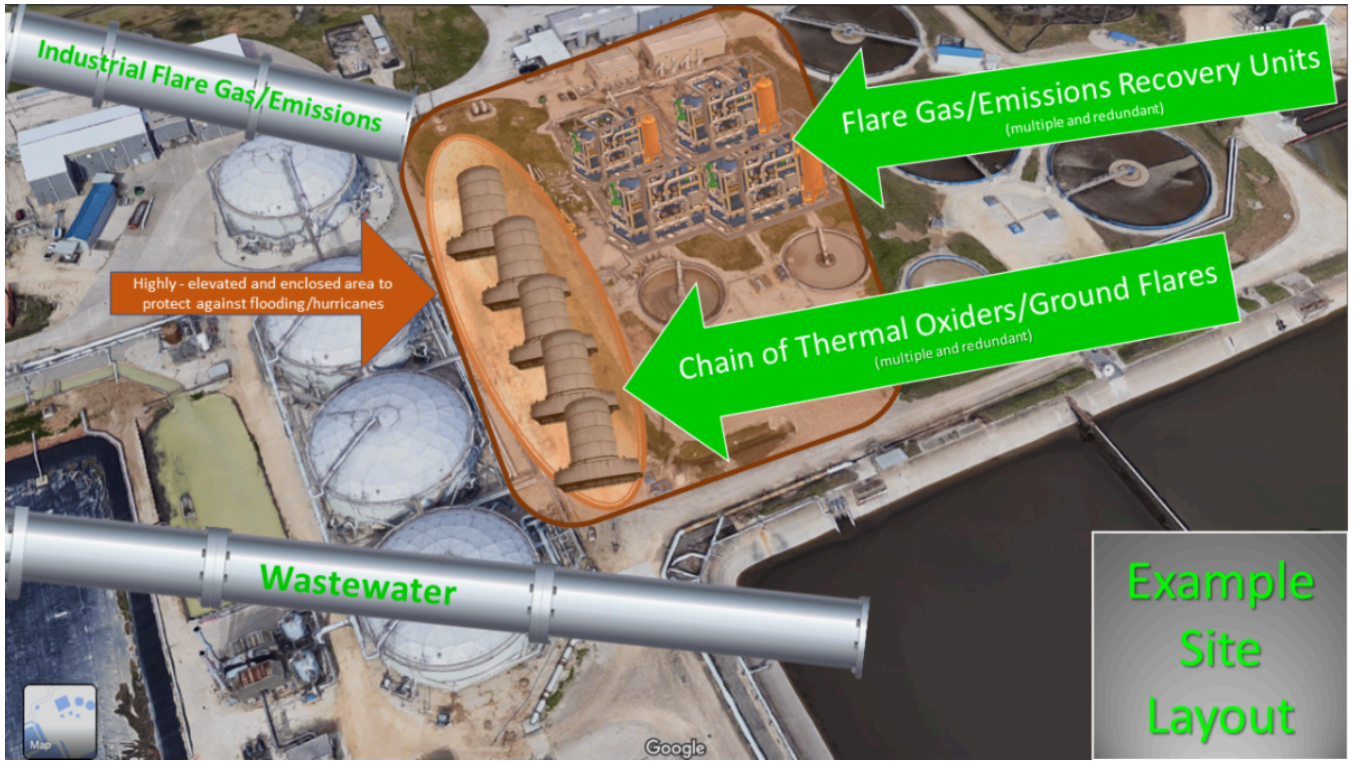 Industrial Flare Gas/Emissions
Flare Gas/Emissions Recovery Units
(multiple and redundant)
Highly - elevated and enclosed area to
protect against flooding/hurricanes
Chain of Thermal Oxiders/Ground Flares
(multiple and redundant)
Wastewater
Example
Site
Layout
Map
Google